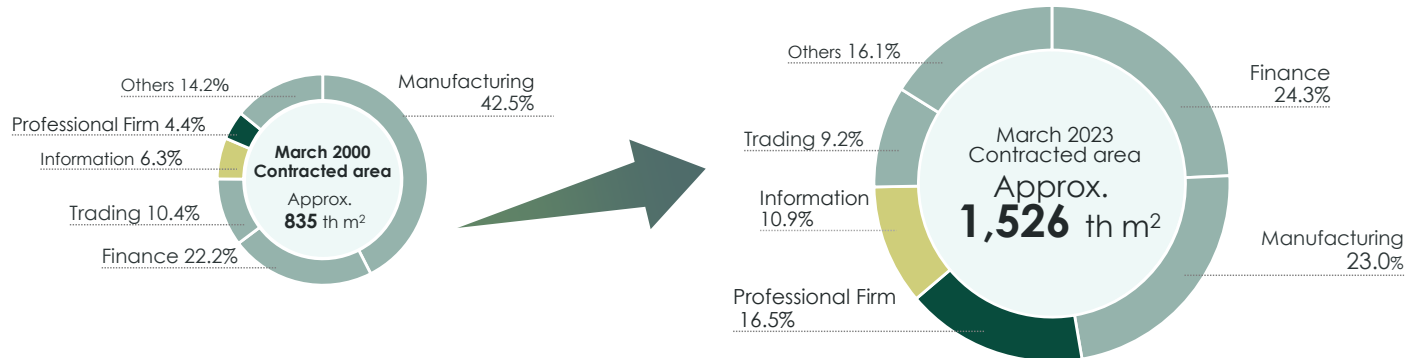 Others 14.2%
Professional Firm 4.4%
Information 6.3%
Trading 10.4%
Finance 22.2%
Manufacturing
42.5%
March 2000
Contracted area
Approx.
835 th m²
Others 16.1%
Trading 9.2%
Information
10.9%
Professional Firm
16.5%
March 2023
Contracted area
Approx.
1,526 th m²
Finance
24.3%
Manufacturing
23.0%